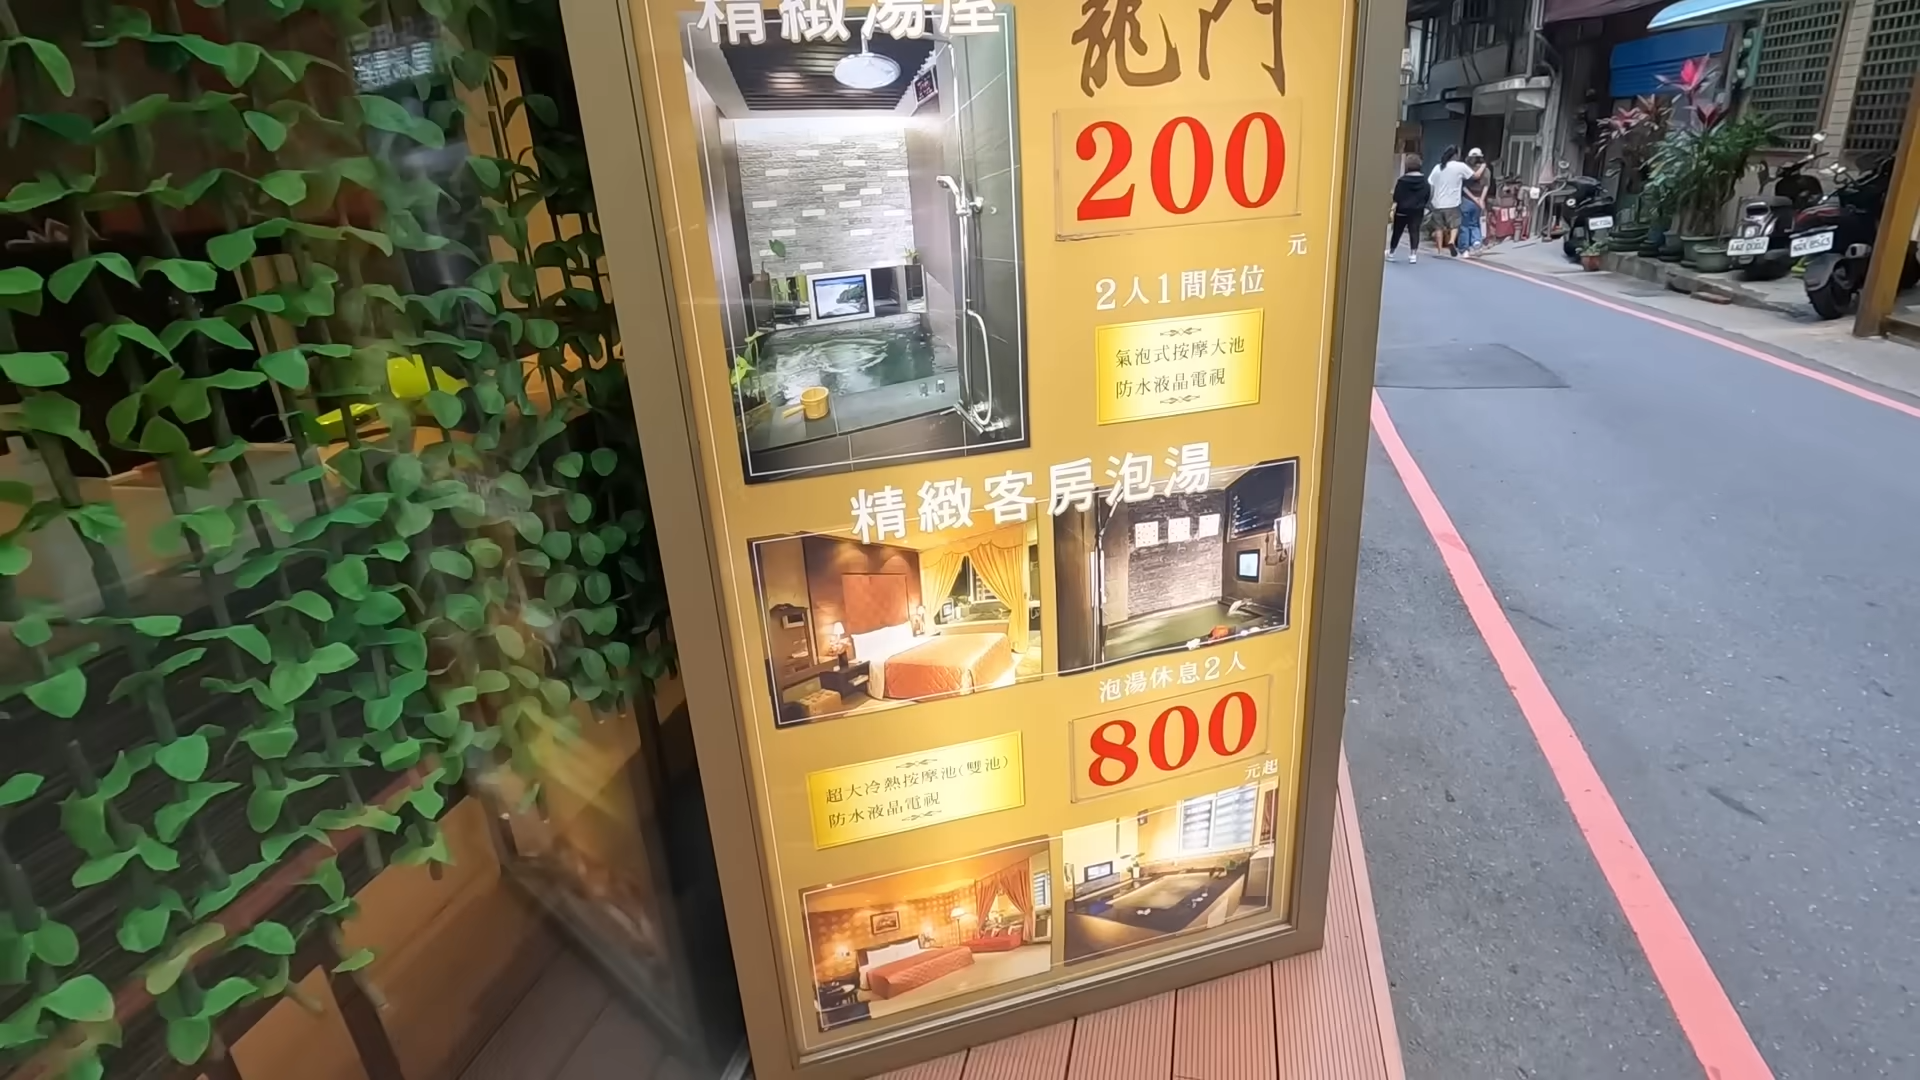 精緻湯屋
龍門
200
元
2人1間每位
氣泡式按摩大池
防水液晶電視
精緻客房泡湯
泡湯休息2人
800
元起
超大冷熱按摩池(雙池)
防水液晶電視